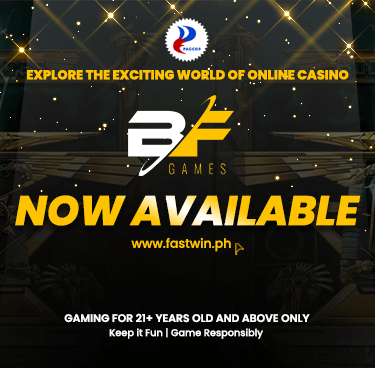 PAGCOR
EXPLORE THE EXCITING WORLD OF ONLINE CASINO
BF
GAMES
NOW AVAILABLE
www.fastwin.ph
GAMING FOR 21+ YEARS OLD AND ABOVE ONLY
Keep it Fun | Game Responsibly